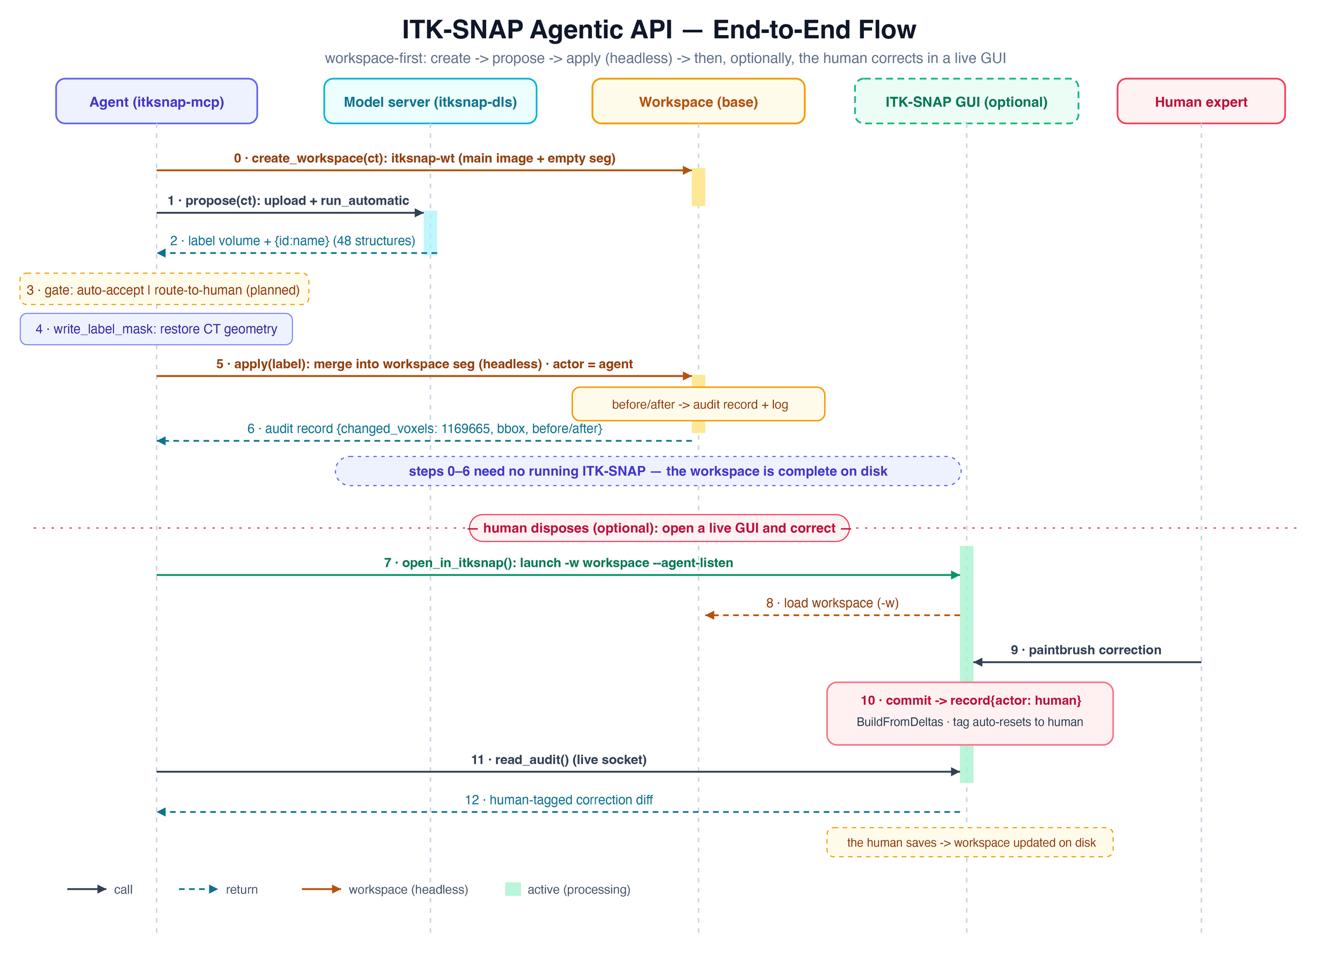 ITK-SNAP Agentic API — End-to-End Flow
workspace-first: create -> propose -> apply (headless) -> then, optionally, the human corrects in a live GUI
Agent (itksnap-mcp)
Model server (itksnap-dls)
Workspace (base)
ITK-SNAP GUI (optional)
Human expert
0 · create_workspace(ct): itksnap-wt (main image + empty seg)
1 · propose(ct): upload + run_automatic
2 · label volume + {id:name} (48 structures)
3 · gate: auto-accept | route-to-human (planned)
4 · write_label_mask: restore CT geometry
5 · apply(label): merge into workspace seg (headless) · actor = agent
before/after -> audit record + log
6 · audit record {changed_voxels: 1169665, bbox, before/after}
steps 0–6 need no running ITK-SNAP — the workspace is complete on disk
human disposes (optional): open a live GUI and correct
7 · open_in_itksnap(): launch -w workspace --agent-listen
8 · load workspace (-w)
9 · paintbrush correction
10 · commit -> record{actor: human}
BuildFromDeltas · tag auto-resets to human
11 · read_audit() (live socket)
12 · human-tagged correction diff
the human saves -> workspace updated on disk
call
return
workspace (headless)
active (processing)